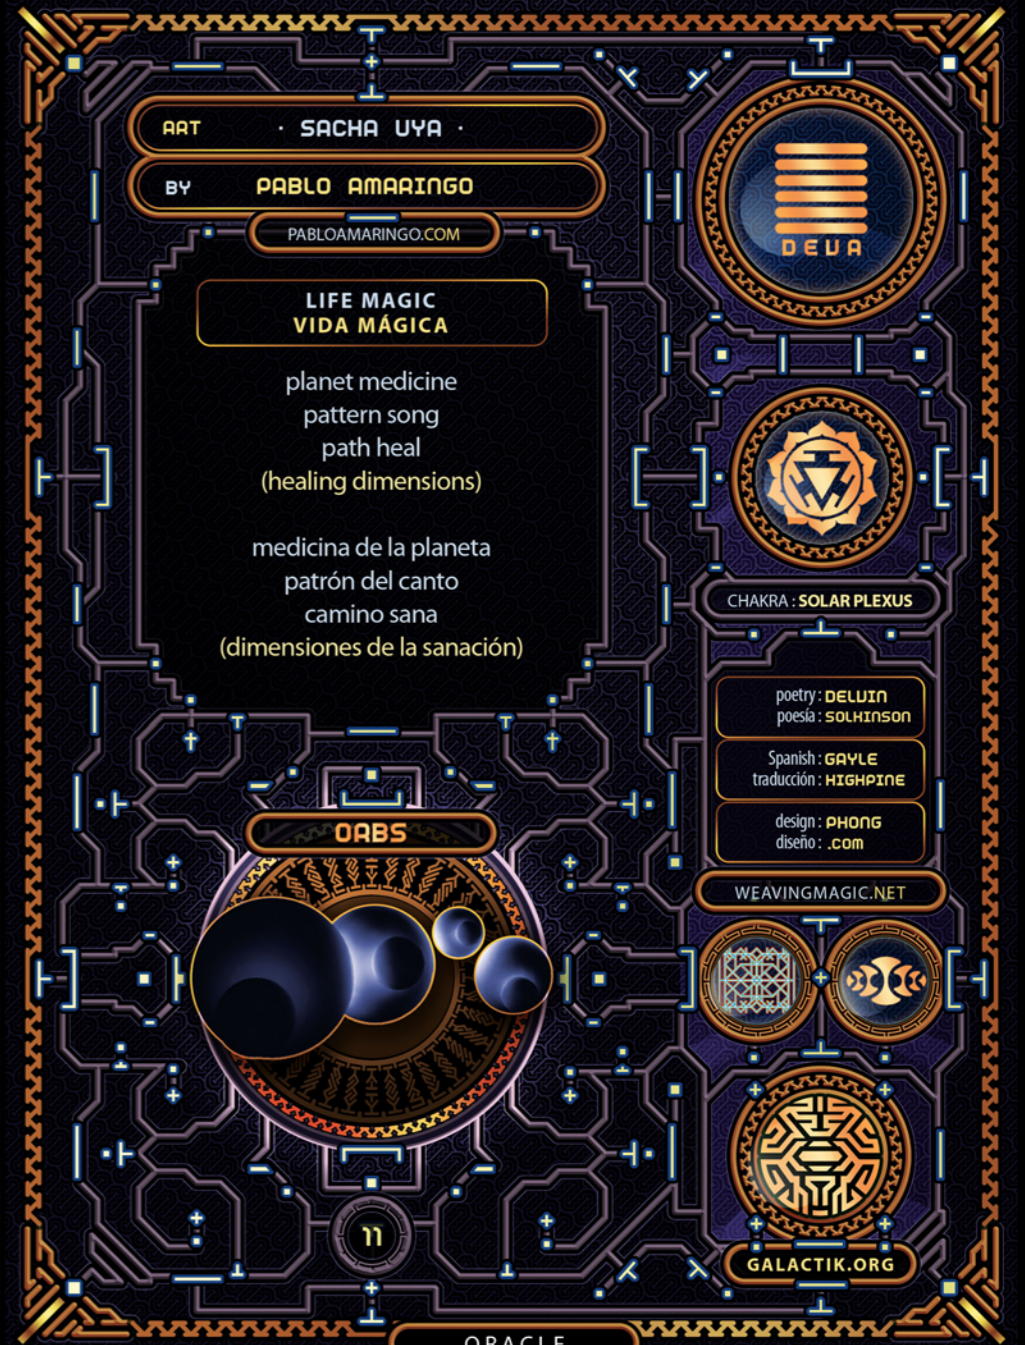 ART · SACHA UYA ·
BY PABLO AMARINGO
PABLOAMARINGO.COM
LIFE MAGIC
VIDA MÁGICA
planet medicine
pattern song
path heal
(healing dimensions)
medicina de la planeta
patrón del canto
camino sana
(dimensiones de la sanación)
ORBS
11
DEVA
CHAKRA : SOLAR PLEXUS
poetry : DELVIN
poesía : SOLKINSON
Spanish : GAYLE
traducción : HIGHPINE
design : PHONG
diseño : .COM
WEAVINGMAGIC.NET
GALACTIK.ORG
ORACLE